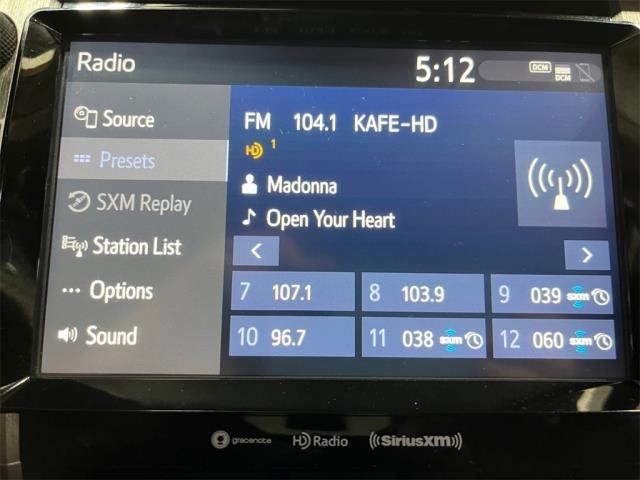 Radio
5:12
DCM
DCM
Source
Presets
SXM Replay
Station List
Options
Sound
FM 104.1 KAFE-HD
HD 1
Madonna
Open Your Heart
<
>
7 107.1
8 103.9
9 039 sxm
10 96.7
11 038 sxm
12 060 sxm
gracenote
HD Radio
((SiriusXM))